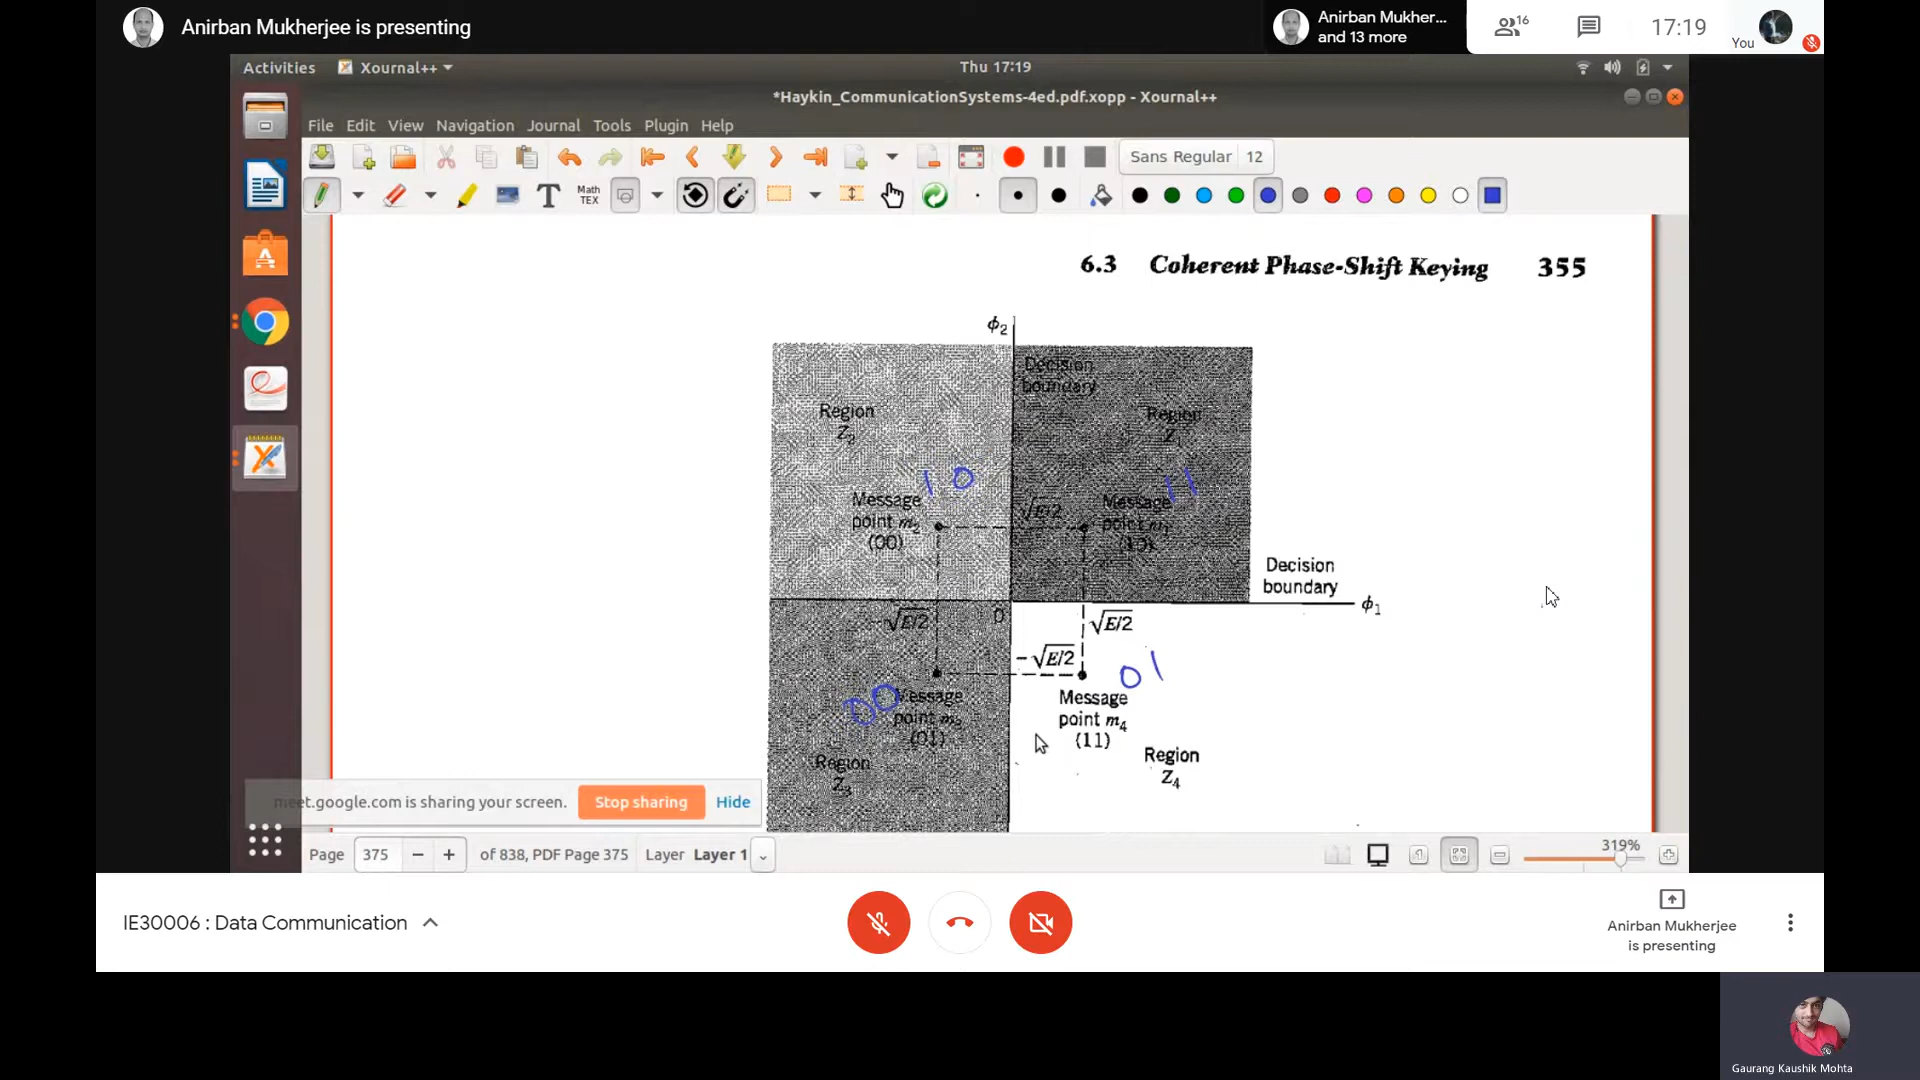 Anirban Mukherjee is presenting
Anirban Mukher...
and 13 more
16
17:19
You
Activities
Xournal++
Thu 17:19
*Haykin_CommunicationSystems-4ed.pdf.xopp - Xournal++
File Edit View Navigation Journal Tools Plugin Help
Sans Regular 12
T
Math
TEX
6.3 Coherent Phase-Shift Keying 355
ϕ2
Decision
boundary
Region
Z2
Region
Z1
1 0
11
Message
point m2
(00)
√E/2
Message
point m1
(10)
Decision
boundary
ϕ1
√E/2
0
√E/2
-√E/2
01
00
Message
point m3
(01)
Message
point m4
(11)
Region
Z3
Region
Z4
meet.google.com is sharing your screen.
Stop sharing
Hide
Page 375 - + of 838, PDF Page 375 Layer Layer 1
319%
IE30006 : Data Communication
Anirban Mukherjee
is presenting
Gaurang Kaushik Mohta